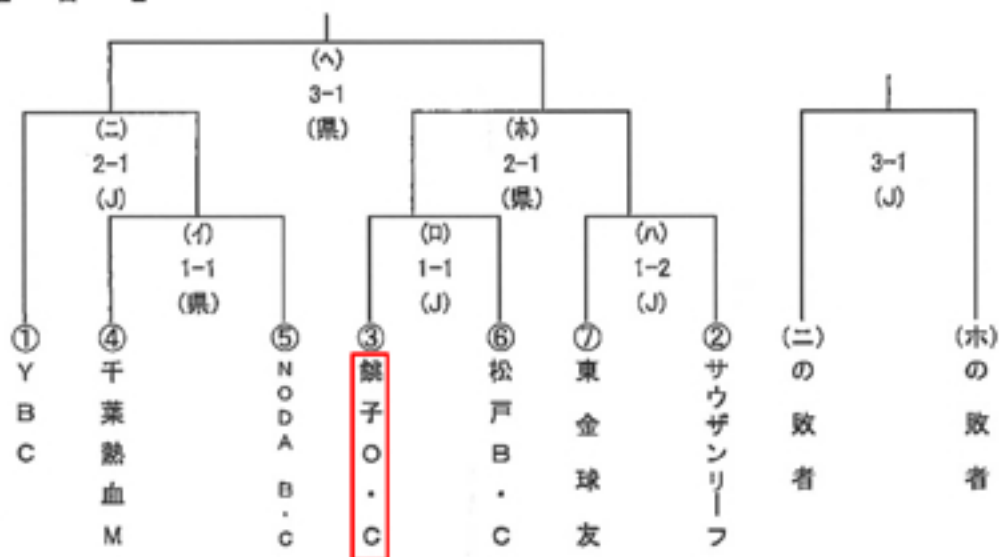 (ヘ)
3-1
(県)
(ニ)
2-1
(J)
(ホ)
2-1
(県)
3-1
(J)
(イ)
1-1
(県)
(ロ)
1-1
(J)
(ハ)
1-2
(J)
①YBC
④千葉熱血M
⑤NODA B・C
③銚子O・C
⑥松戸B・C
⑦東金球友
②サウザンリーフ
(ニ)の敗者
(ホ)の敗者